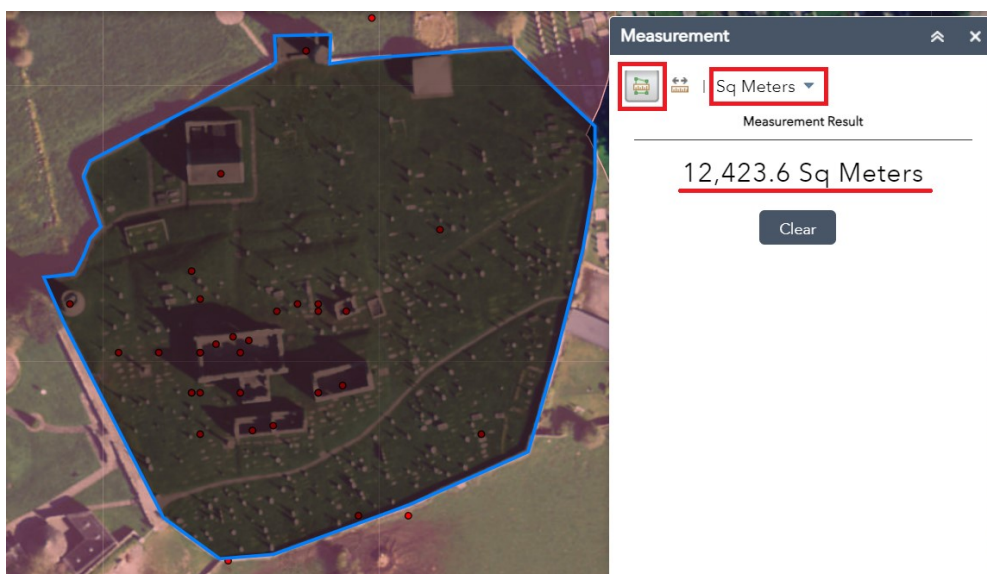 Measurement
Sq Meters
Measurement Result
12,423.6 Sq Meters
Clear